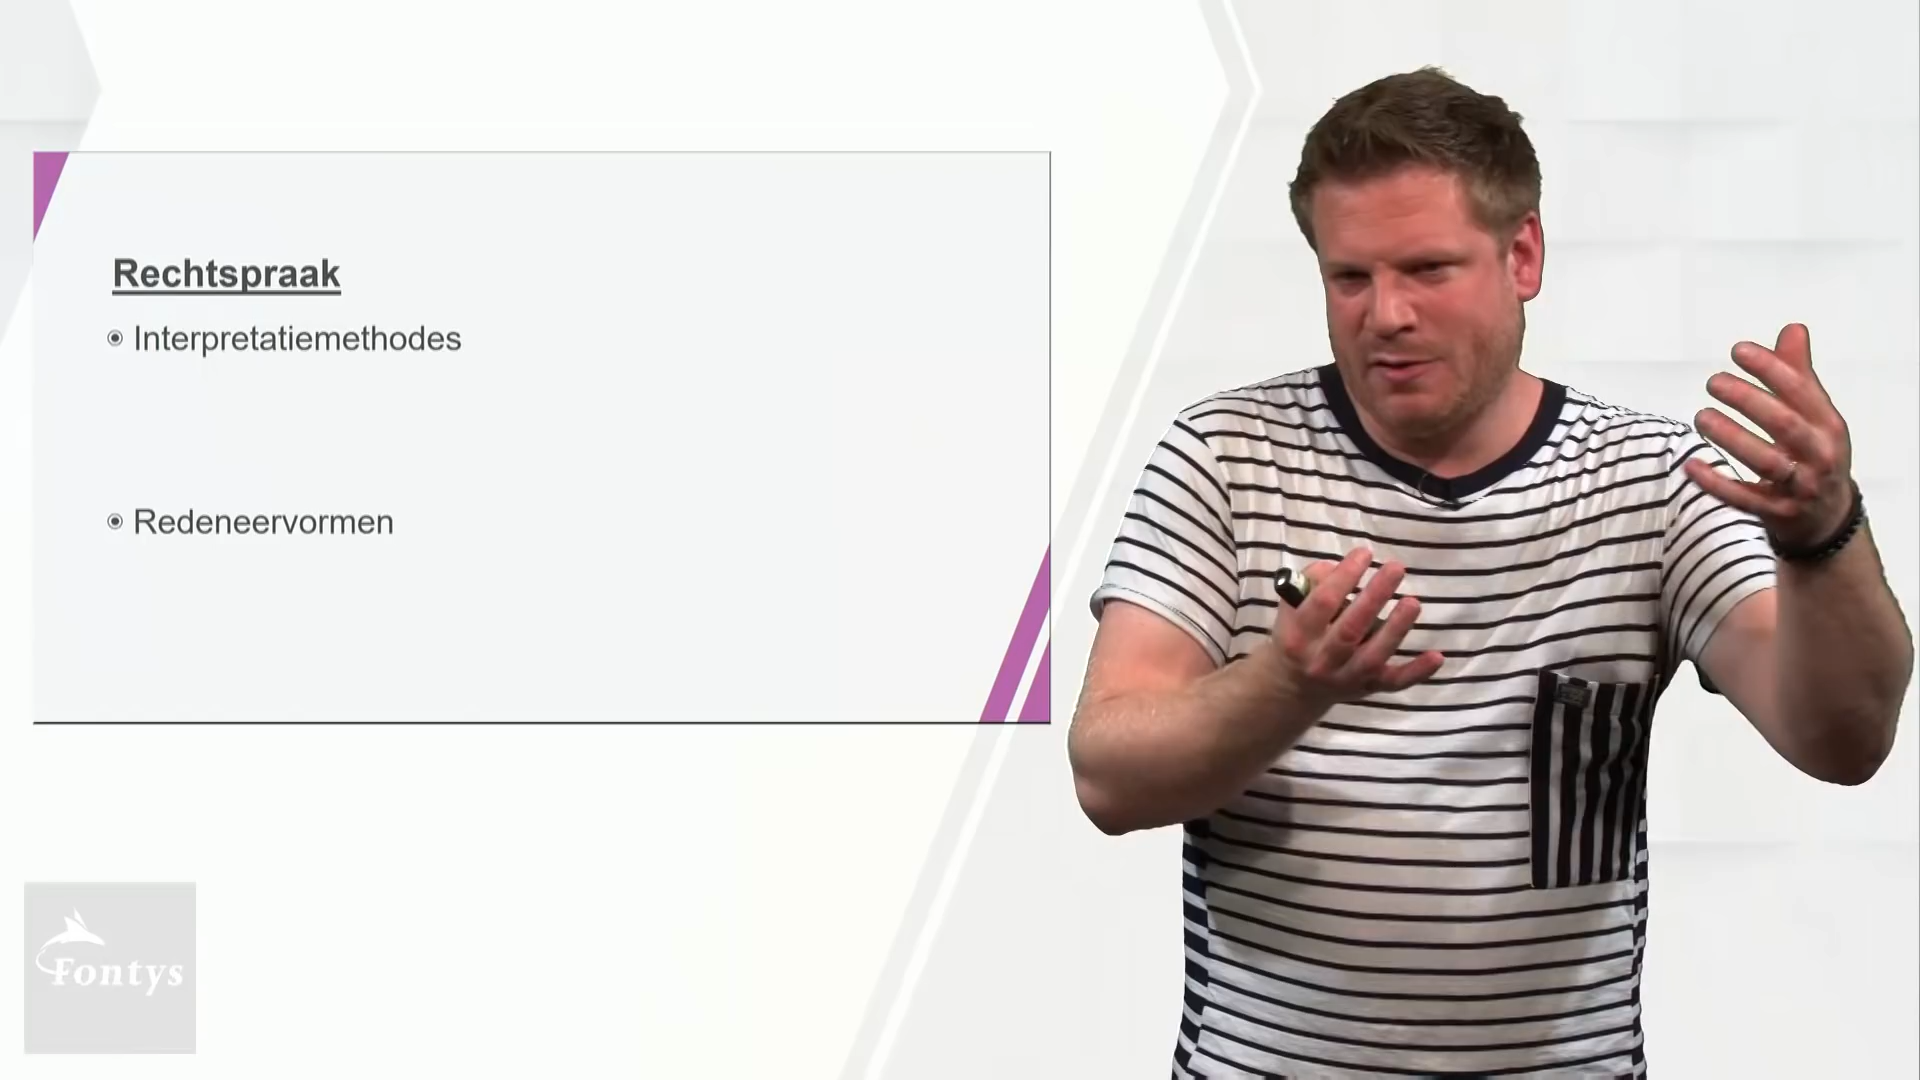 Rechtspraak
Interpretatiemethodes
Redeneervormen
Fontys